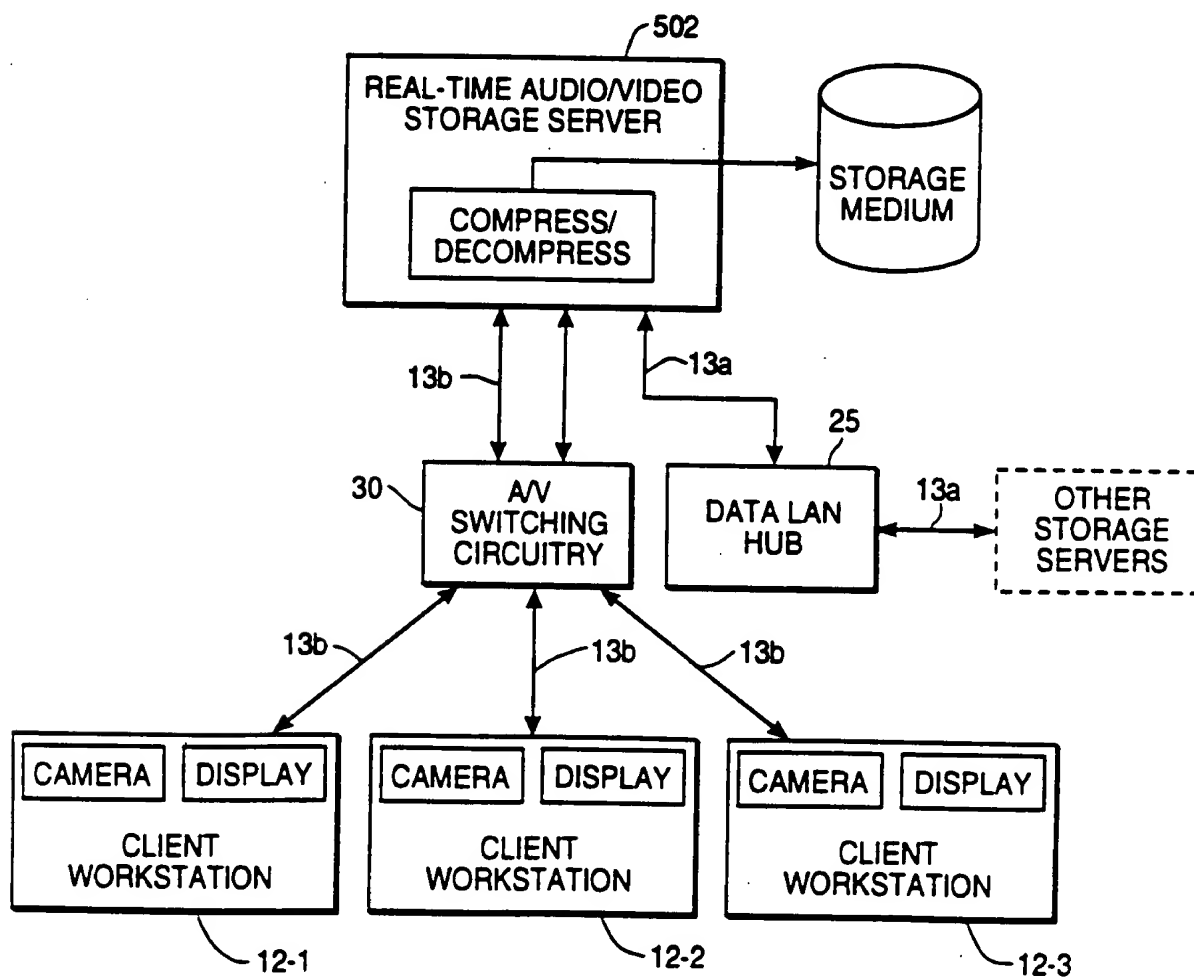 502
REAL-TIME AUDIO/VIDEO
STORAGE SERVER
COMPRESS/
DECOMPRESS
STORAGE
MEDIUM
13b
13a
30
A/V
SWITCHING
CIRCUITRY
25
DATA LAN
HUB
13a
OTHER
STORAGE
SERVERS
13b
13b
13b
CAMERA
DISPLAY
CLIENT
WORKSTATION
CAMERA
DISPLAY
CLIENT
WORKSTATION
CAMERA
DISPLAY
CLIENT
WORKSTATION
12-1
12-2
12-3